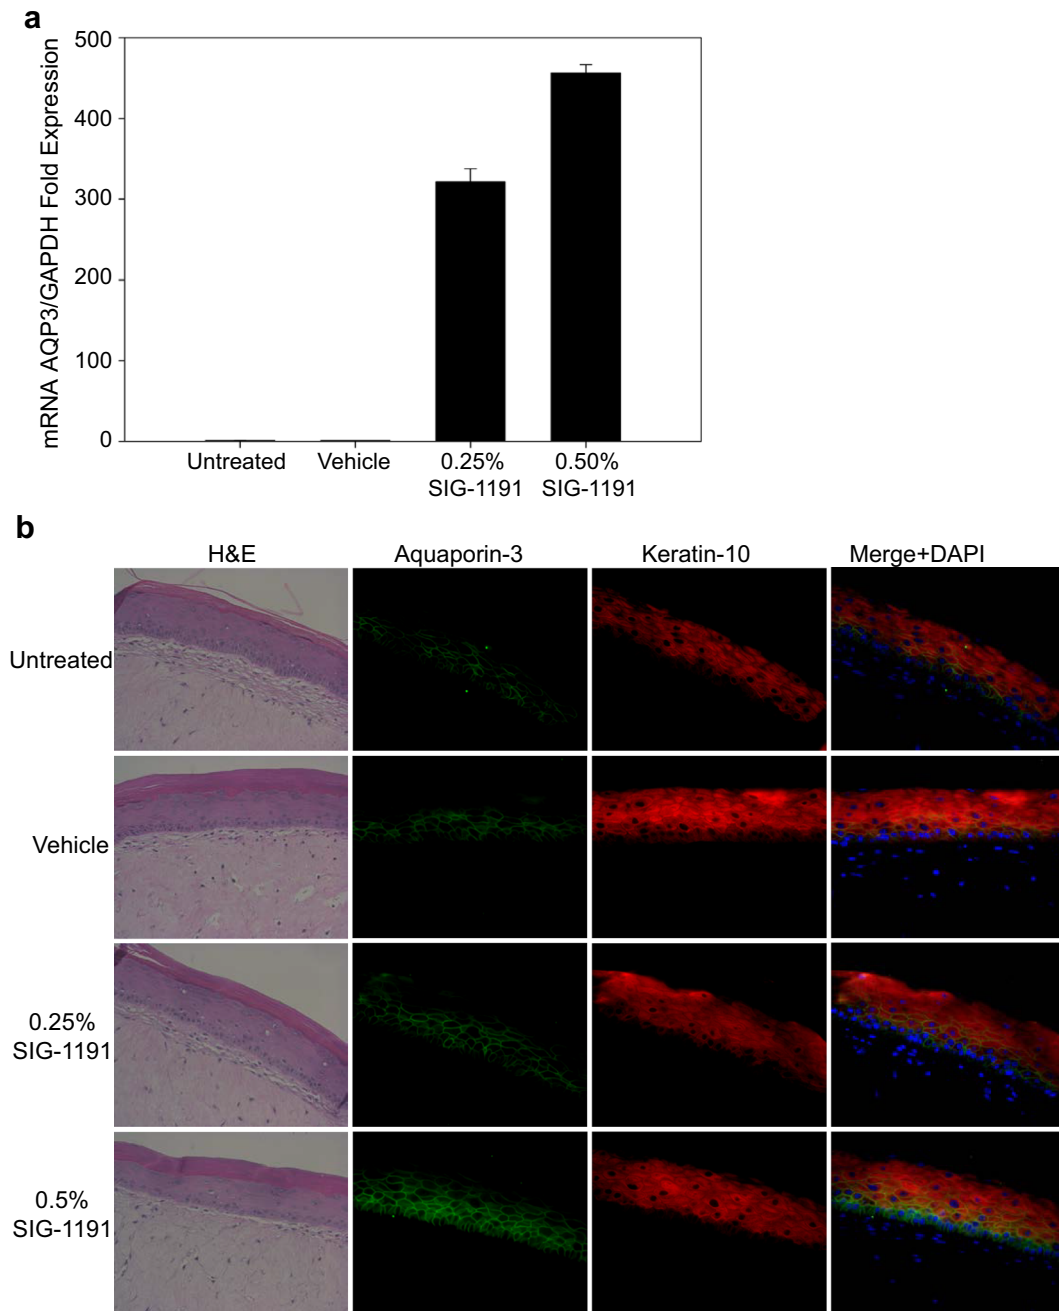 a
mRNA AQP3/GAPDH Fold Expression
500
400
300
200
100
0
Untreated
Vehicle
0.25%
SIG-1191
0.50%
SIG-1191
b
H&E
Aquaporin-3
Keratin-10
Merge+DAPI
Untreated
Vehicle
0.25%
SIG-1191
0.5%
SIG-1191